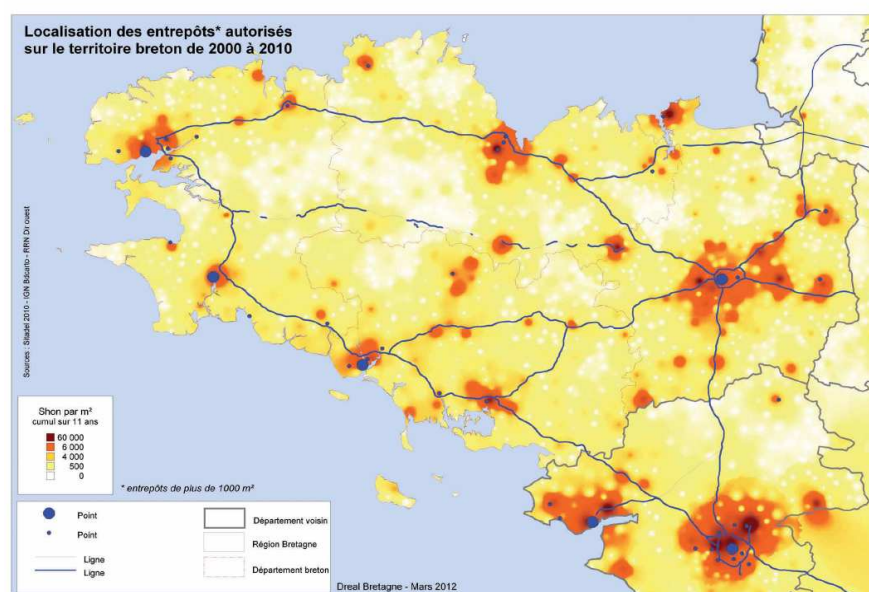 Localisation des entrepôts* autorisés
sur le territoire breton de 2000 à 2010
Sources : Sitadel 2010 - IGN Bdcarto - RRN Dir ouest
Shon par m²
cumul sur 11 ans
60 000
6 000
4 000
500
0
* entrepôts de plus de 1000 m²
Point
Point
Ligne
Ligne
Département voisin
Région Bretagne
Département breton
Dreal Bretagne - Mars 2012